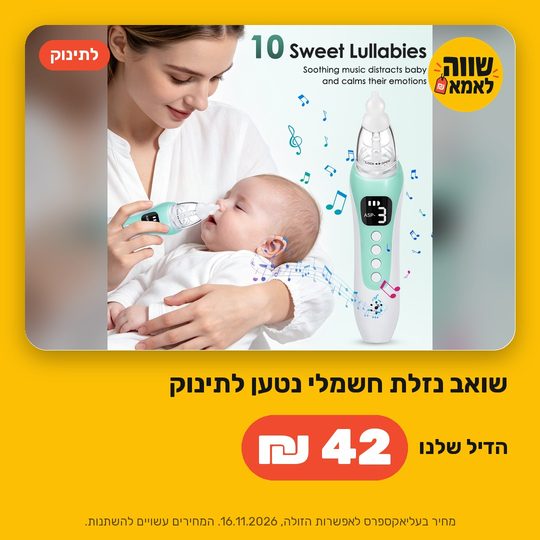 לתינוק
10 Sweet Lullabies
Soothing music distracts baby
and calms their emotions
שווה
לאמא
ASP- 3
שואב נזלת חשמלי נטען לתינוק
הדיל שלנו
42 ₪
מחיר בעליאקספרס לאפשרות הזולה, 16.11.2026. המחירים עשויים להשתנות.